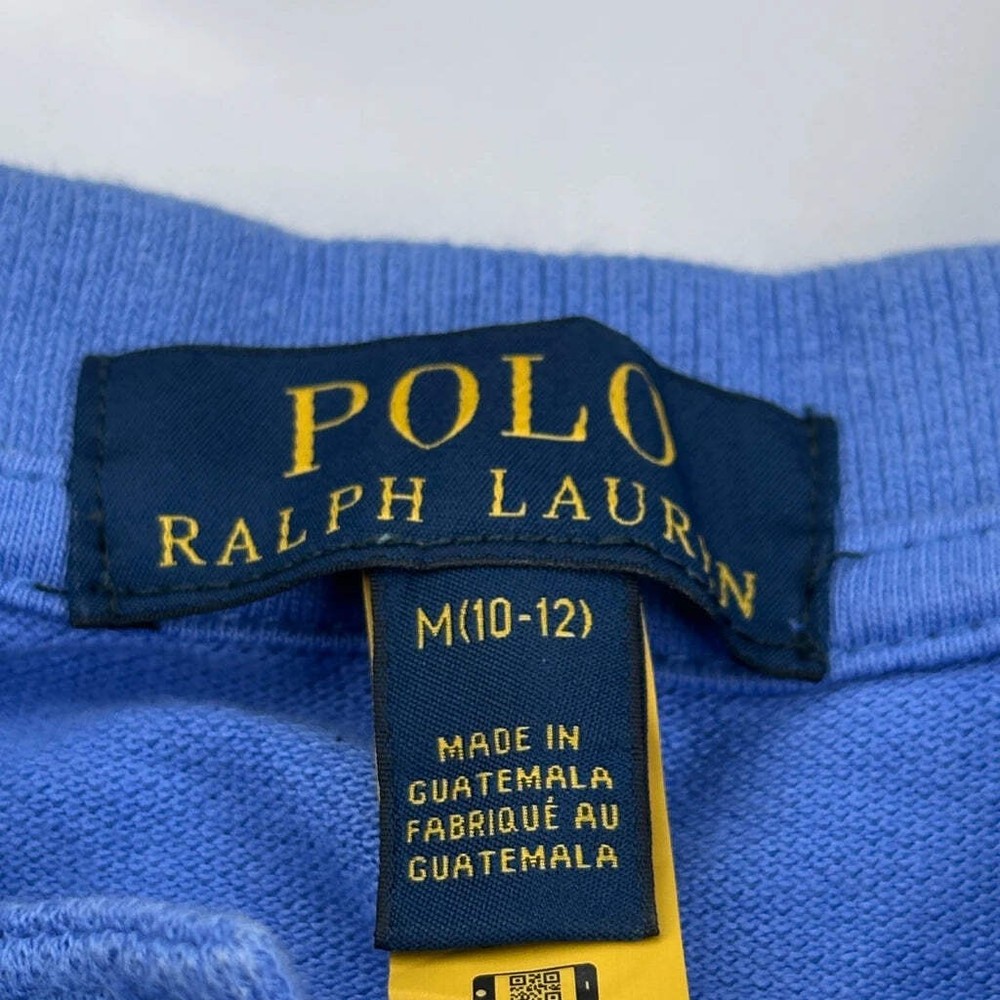 POLO
RALPH LAUREN
M(10-12)
MADE IN
GUATEMALA
FABRIQUÉ AU
GUATEMALA